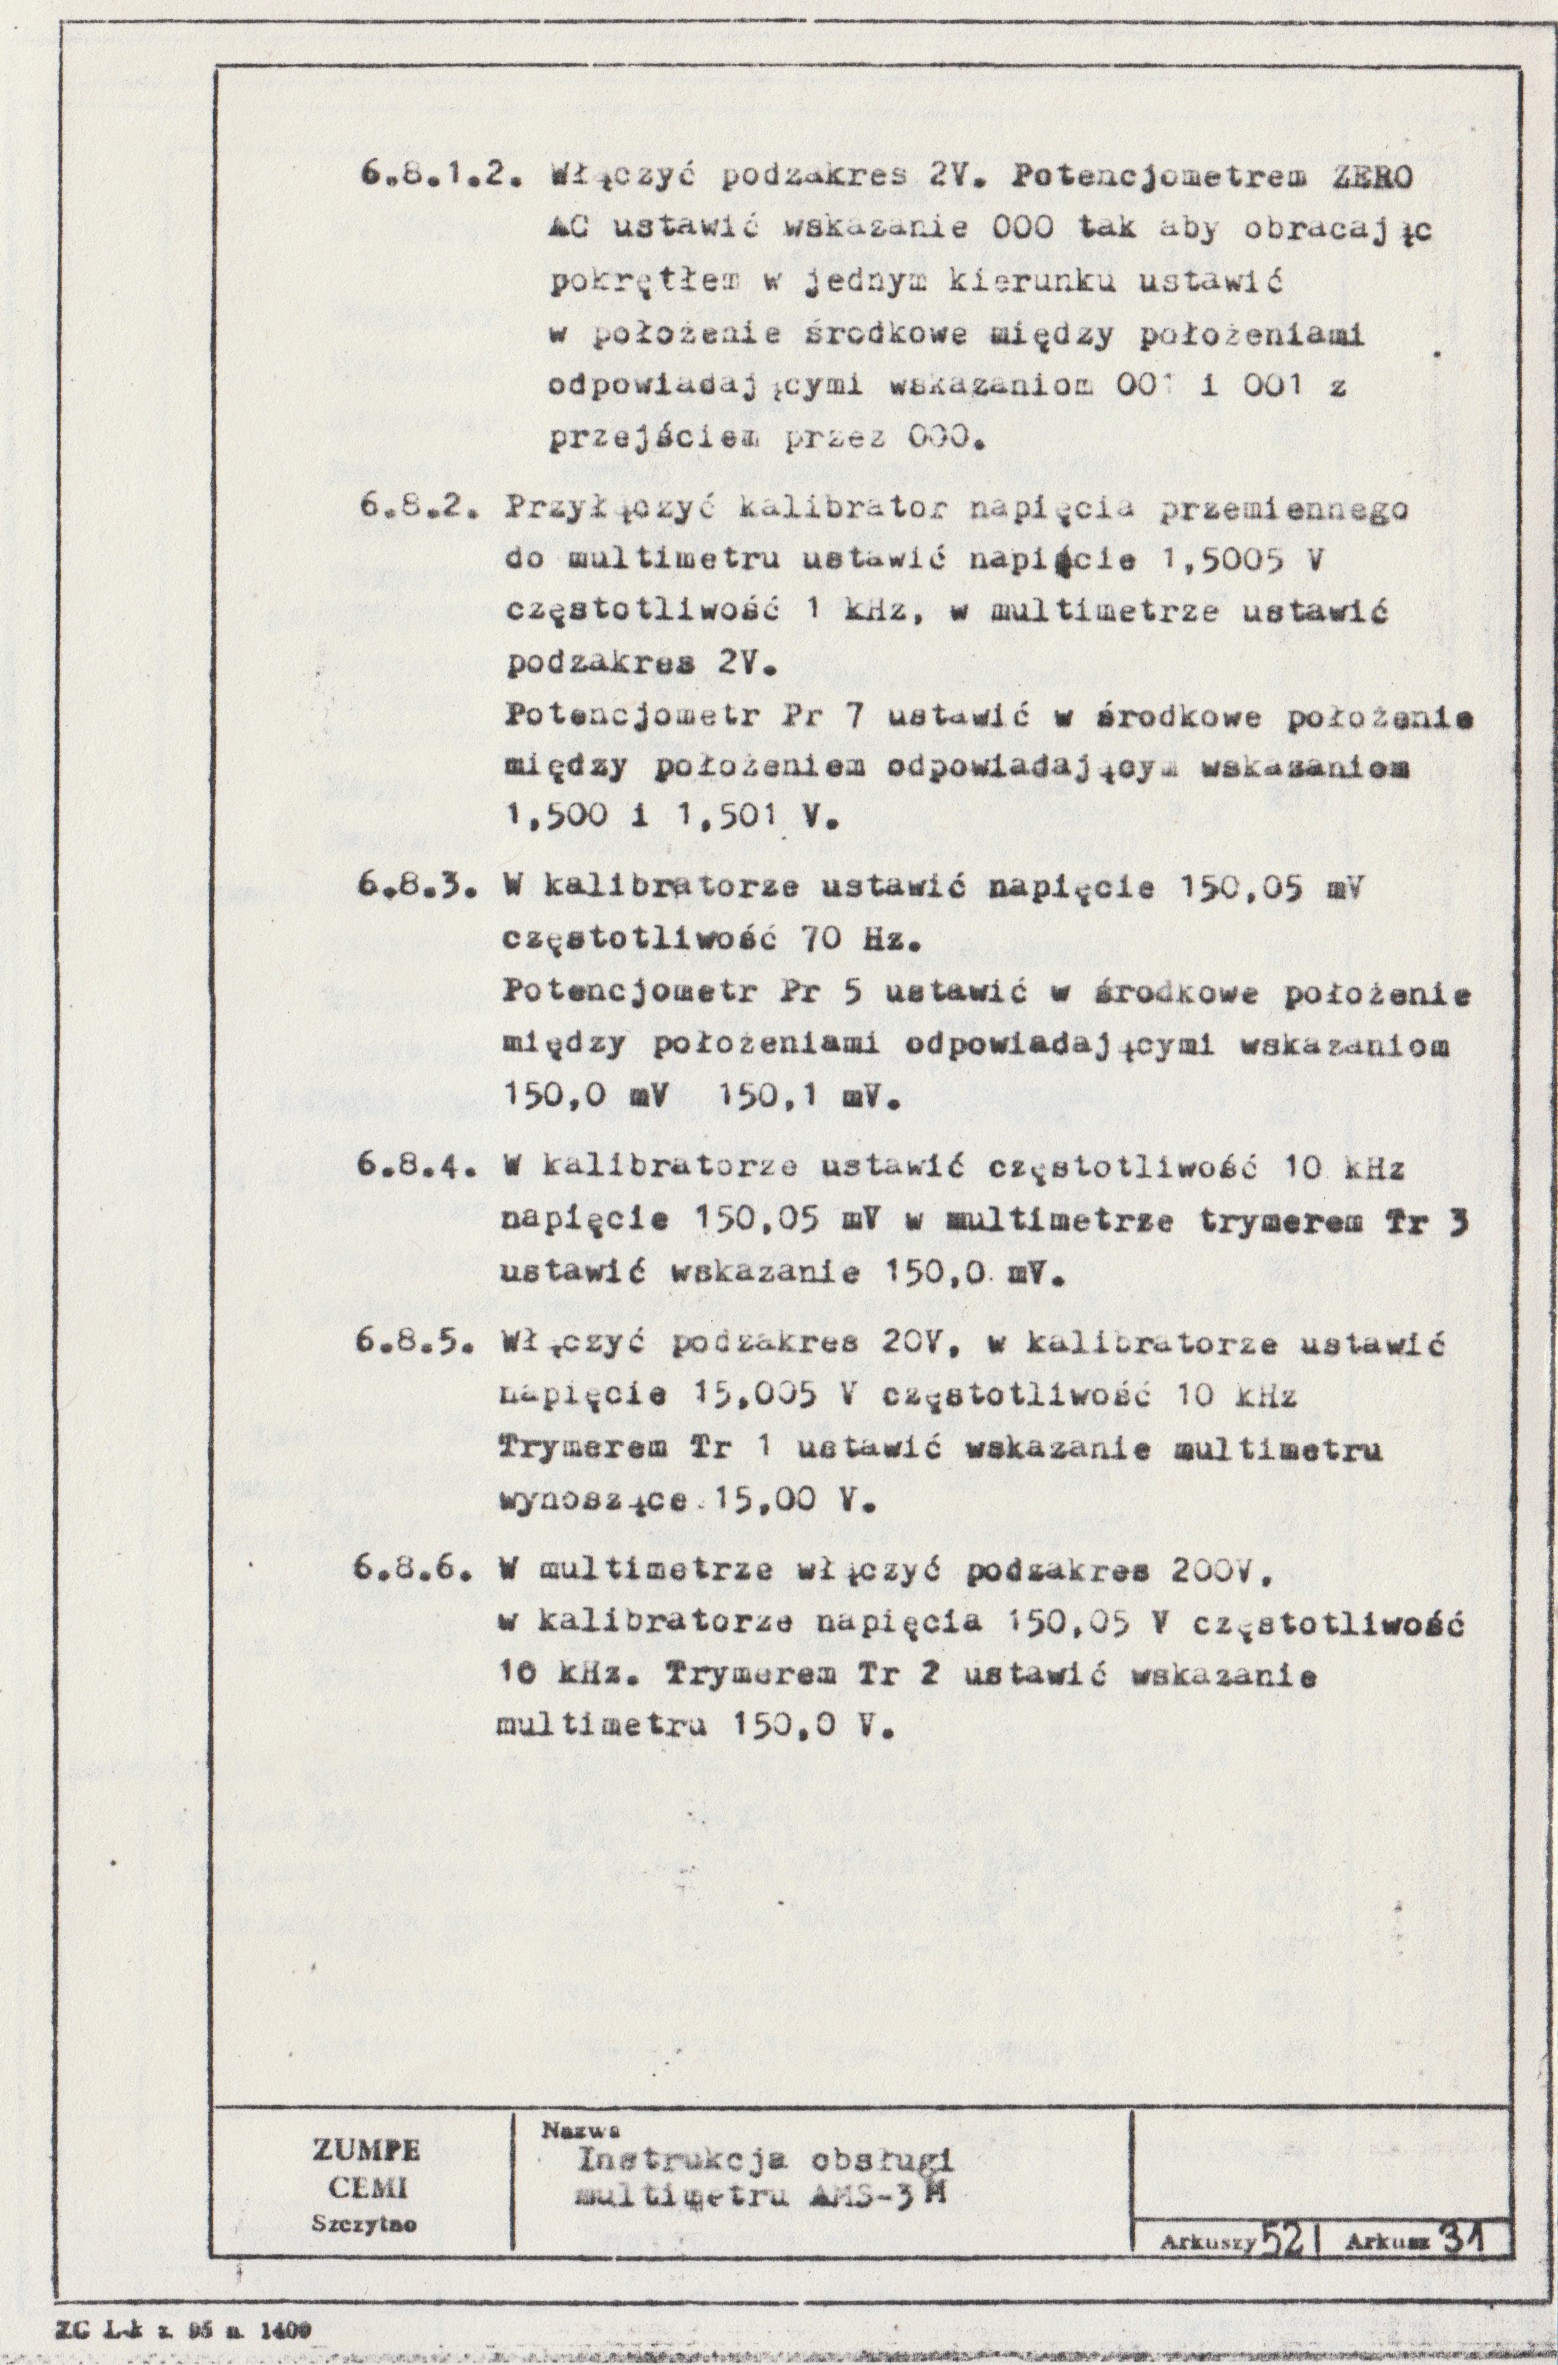 6.8.1.2. Włączyć podzakres 2V. Potencjometrem ZERO
AC ustawić wskazanie 000 tak aby obracając
pokrętłem w jednym kierunku ustawić
w położenie środkowe między położeniami
odpowiadającymi wskazaniom 001 i 001 z
przejściem przez 000.
6.8.2. Przyłączyć kalibrator napięcia przemiennego
do multimetru ustawić napięcie 1,5005 V
częstotliwość 1 kHz, w multimetrze ustawić
podzakres 2V.
Potencjometr Pr 7 ustawić w środkowe położenie
między położeniem odpowiadającym wskazaniom
1,500 i 1,501 V.
6.8.3. W kalibratorze ustawić napięcie 150,05 mV
częstotliwość 70 Hz.
Potencjometr Pr 5 ustawić w środkowe położenie
między położeniami odpowiadającymi wskazaniom
150,0 mV 150,1 mV.
6.8.4. W kalibratorze ustawić częstotliwość 10 kHz
napięcie 150,05 mV w multimetrze trymerem Tr 3
ustawić wskazanie 150,0 mV.
6.8.5. Włączyć podzakres 20V, w kalibratorze ustawić
napięcie 15,005 V częstotliwość 10 kHz
Trymerem Tr 1 ustawić wskazanie multimetru
wynoszące 15,00 V.
6.8.6. W multimetrze włączyć podzakres 200V,
w kalibratorze napięcia 150,05 V częstotliwość
10 kHz. Trymerem Tr 2 ustawić wskazanie
multimetru 150,0 V.
ZUMPE
CEMI
Szczytno
Nazwa
Instrukcja obsługi
multimetru AMS-3M
Arkuszy 52 Arkusz 31
ZG L-k z. 95 n. 1400